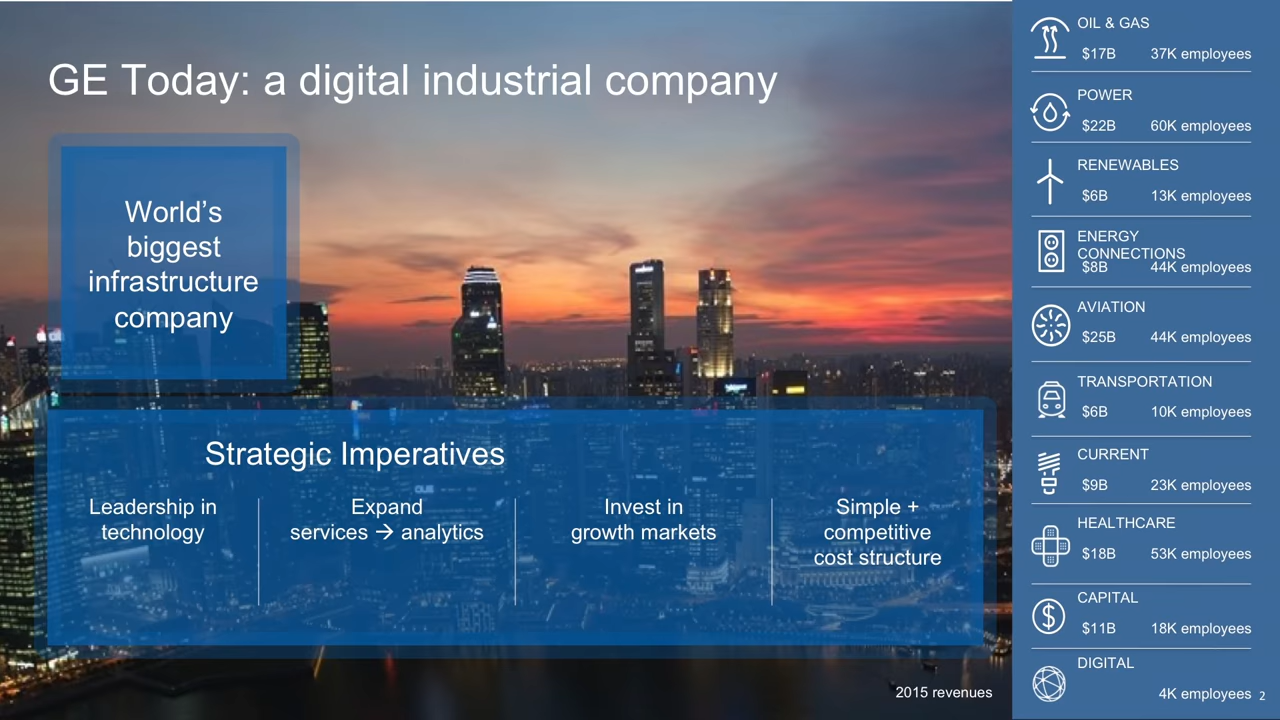 GE Today: a digital industrial company
World’s
biggest
infrastructure
company
Strategic Imperatives
Leadership in
technology
Expand
services → analytics
Invest in
growth markets
Simple +
competitive
cost structure
2015 revenues
OIL & GAS
$17B 37K employees
POWER
$22B 60K employees
RENEWABLES
$6B 13K employees
ENERGY
CONNECTIONS
$8B 44K employees
AVIATION
$25B 44K employees
TRANSPORTATION
$6B 10K employees
CURRENT
$9B 23K employees
HEALTHCARE
$18B 53K employees
CAPITAL
$11B 18K employees
DIGITAL
4K employees
2